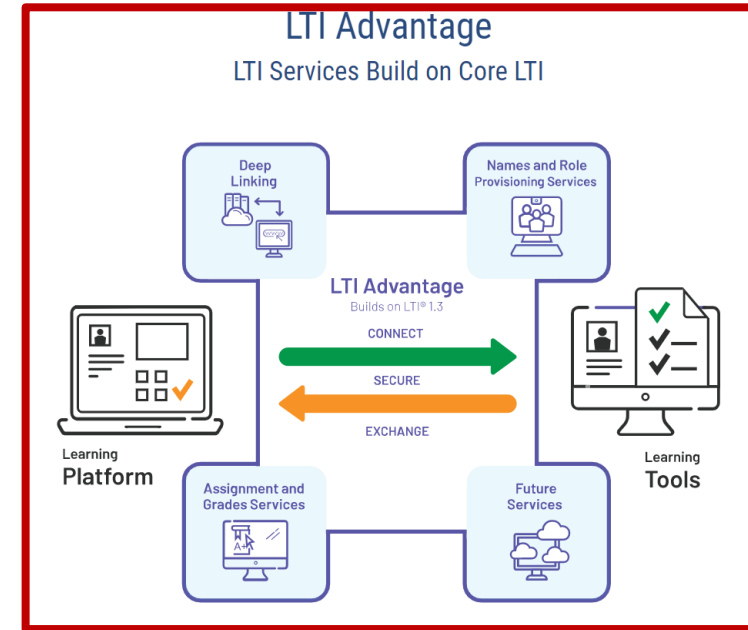 LTI Advantage
LTI Services Build on Core LTI
Deep
Linking
Names and Role
Provisioning Services
LTI Advantage
Builds on LTI® 1.3
CONNECT
SECURE
EXCHANGE
Learning
Platform
Learning
Tools
Assignment and
Grades Services
A+
Future
Services